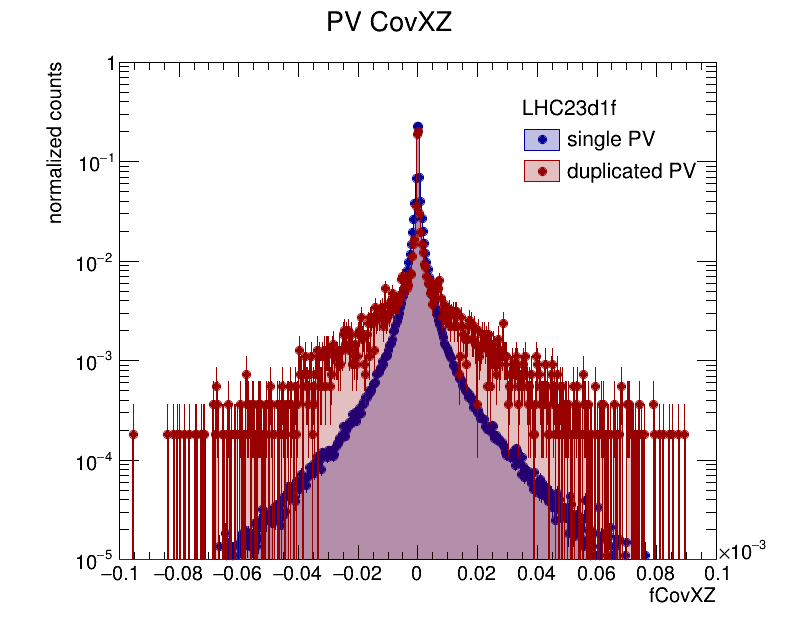 PV CovXZ
normalized counts
LHC23d1f
single PV
duplicated PV
1
10⁻¹
10⁻²
10⁻³
10⁻⁴
10⁻⁵
−0.1 −0.08 −0.06 −0.04 −0.02 0 0.02 0.04 0.06 0.08 0.1
×10⁻³
fCovXZ